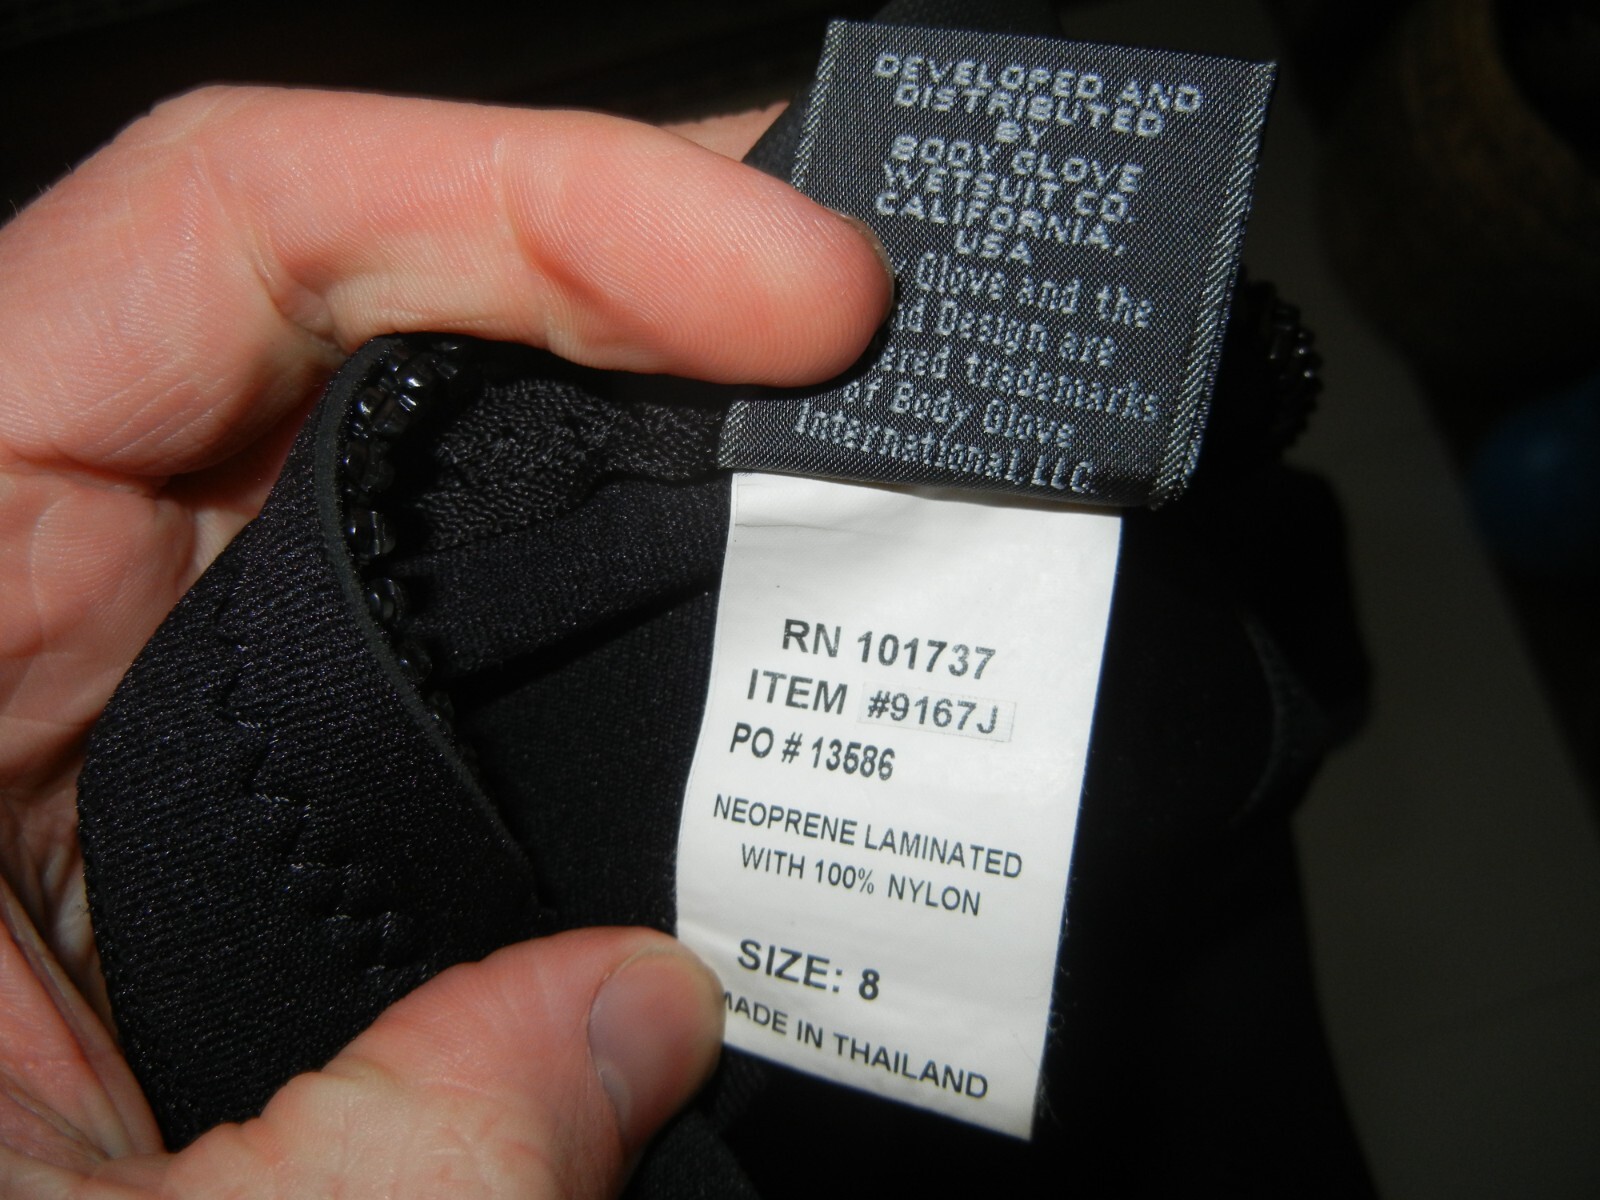 DEVELOPED AND
DISTRIBUTED
BY
BODY GLOVE
WETSUIT CO.
CALIFORNIA,
USA
Glove and the
Design are
trademarks
of Body Glove
International, LLC.
RN 101737
ITEM #9167J
PO # 13586
NEOPRENE LAMINATED
WITH 100% NYLON
SIZE: 8
MADE IN THAILAND